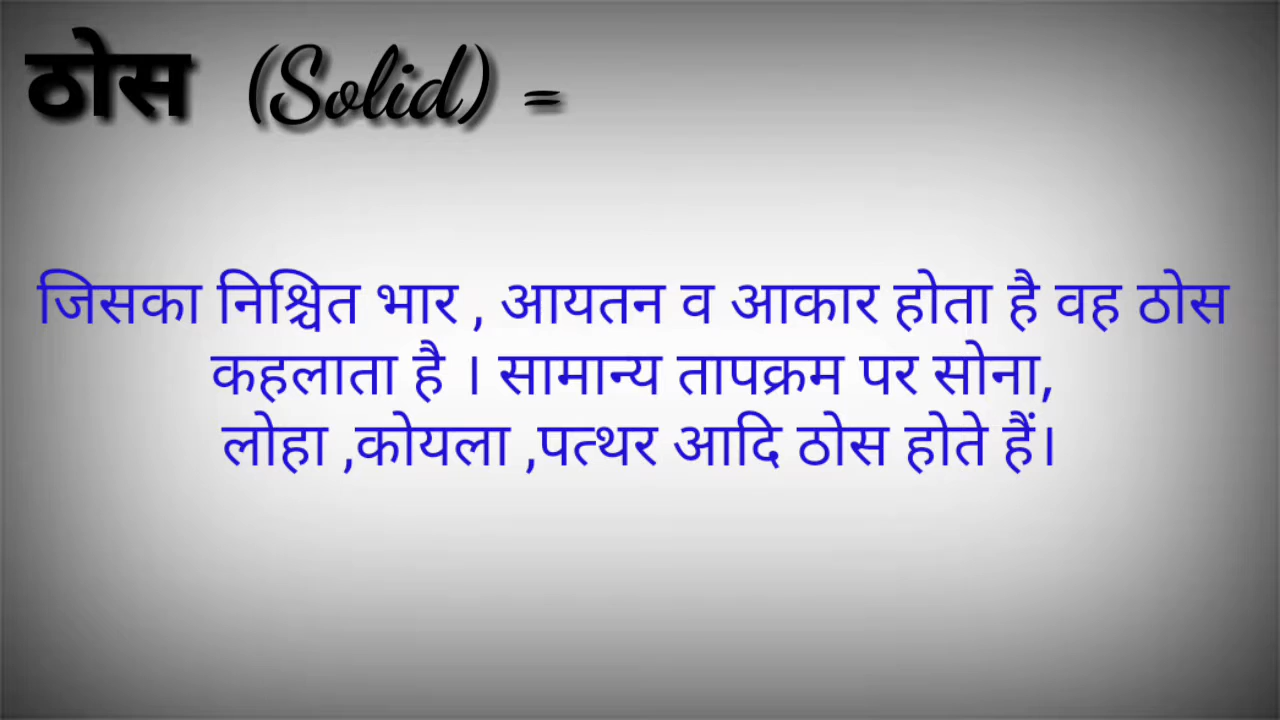 ठोस (Solid) =
जिसका निश्चित भार , आयतन व आकार होता है वह ठोस
कहलाता है । सामान्य तापक्रम पर सोना,
लोहा ,कोयला ,पत्थर आदि ठोस होते हैं।